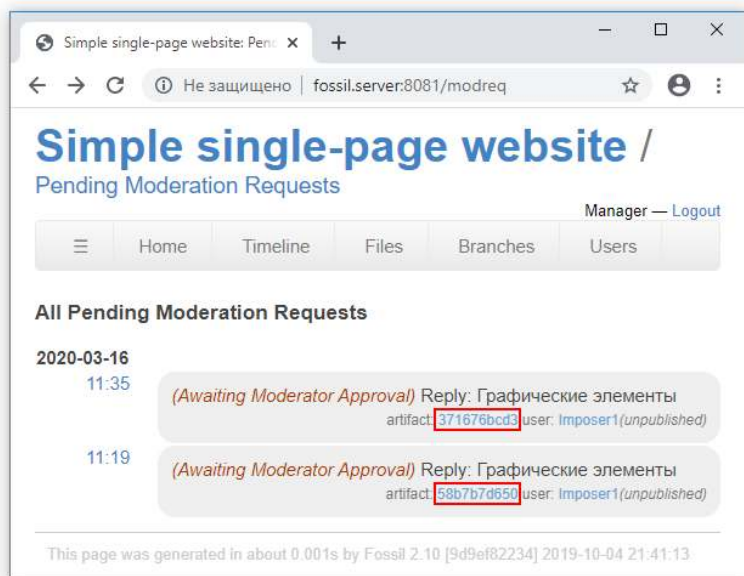 Simple single-page website: Pen
Не защищено | fossil.server:8081/modreq
Simple single-page website /
Pending Moderation Requests
Manager — Logout
☰ Home Timeline Files Branches Users
All Pending Moderation Requests
2020-03-16
11:35
(Awaiting Moderator Approval) Reply: Графические элементы
artifact: 371676bcd3 user: Imposer1(unpublished)
11:19
(Awaiting Moderator Approval) Reply: Графические элементы
artifact: 58b7b7d650 user: Imposer1(unpublished)
This page was generated in about 0.001s by Fossil 2.10 [9d9ef82234] 2019-10-04 21:41:13